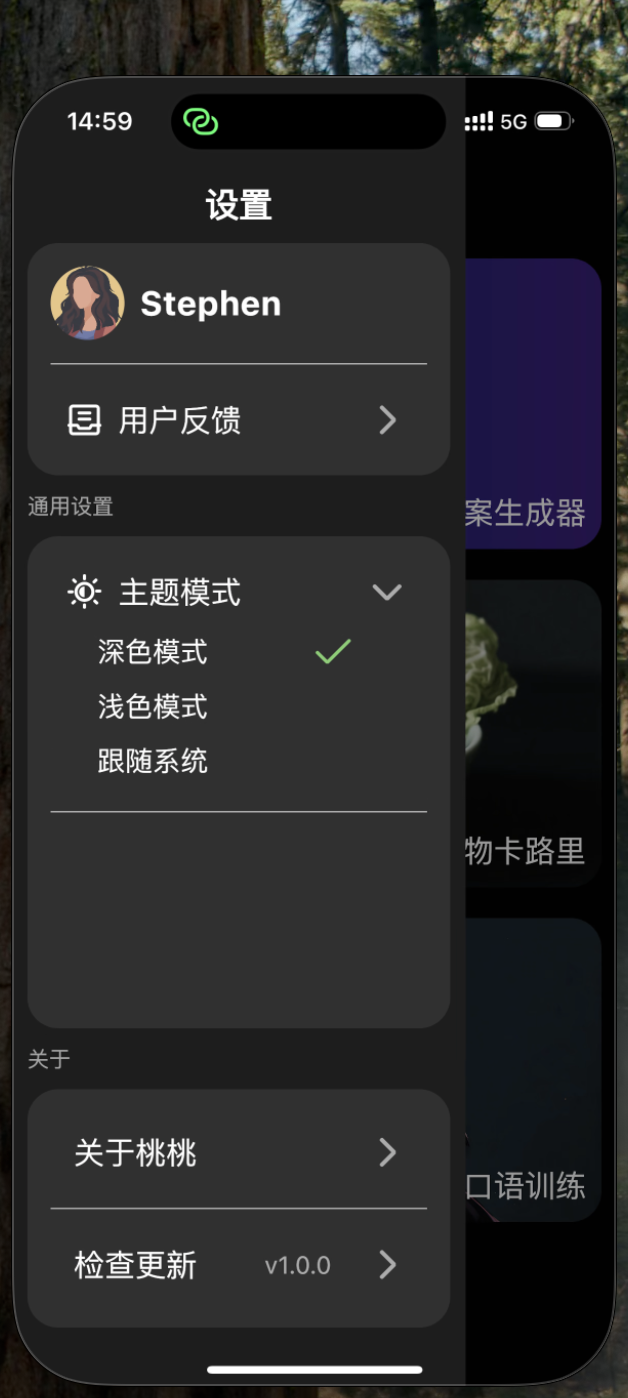 14:59
5G
设置
Stephen
用户反馈
案生成器
通用设置
主题模式
深色模式
浅色模式
跟随系统
物卡路里
关于
关于桃桃
口语训练
检查更新 v1.0.0